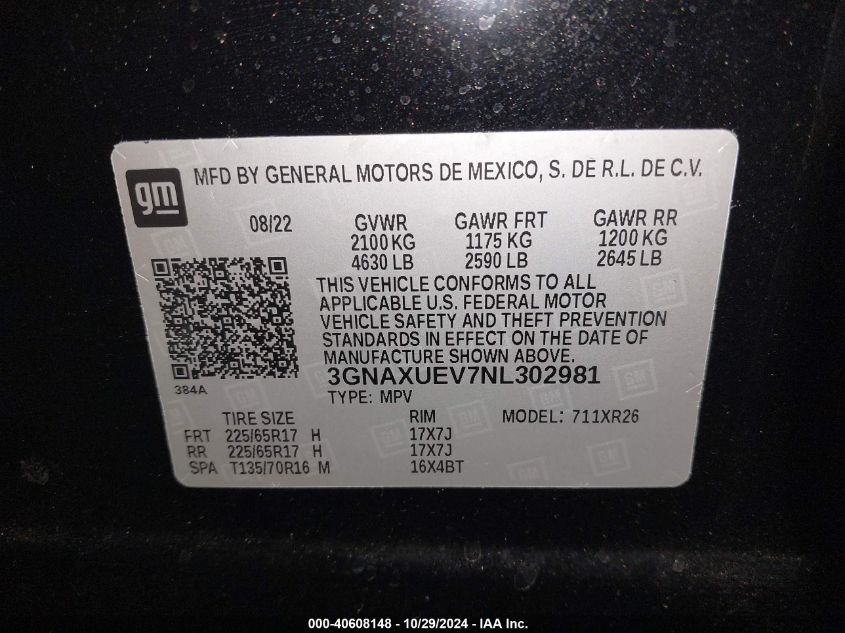 gm
MFD BY GENERAL MOTORS DE MEXICO, S. DE R.L. DE C.V.
08/22 GVWR GAWR FRT GAWR RR
2100 KG 1175 KG 1200 KG
4630 LB 2590 LB 2645 LB
THIS VEHICLE CONFORMS TO ALL
APPLICABLE U.S. FEDERAL MOTOR
VEHICLE SAFETY AND THEFT PREVENTION
STANDARDS IN EFFECT ON THE DATE OF
MANUFACTURE SHOWN ABOVE.
384A
3GNAXUEV7NL302981
TYPE: MPV
TIRE SIZE RIM MODEL: 711XR26
FRT 225/65R17 H 17X7J
RR 225/65R17 H 17X7J
SPA T135/70R16 M 16X4BT
000-40608148 - 10/29/2024 - IAA Inc.